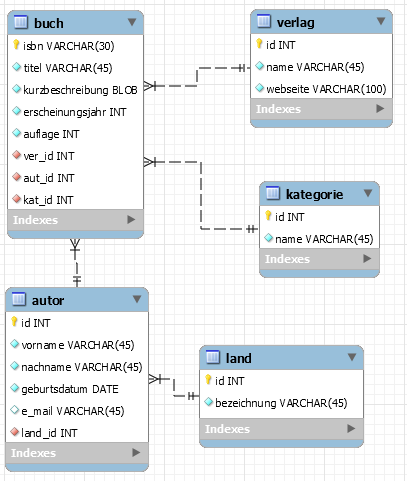 buch
isbn VARCHAR(30)
titel VARCHAR(45)
kurzbeschreibung BLOB
erscheinungsjahr INT
auflage INT
ver_id INT
aut_id INT
kat_id INT
Indexes
verlag
id INT
name VARCHAR(45)
webseite VARCHAR(100)
Indexes
kategorie
id INT
name VARCHAR(45)
Indexes
autor
id INT
vorname VARCHAR(45)
nachname VARCHAR(45)
geburtsdatum DATE
e_mail VARCHAR(45)
land_id INT
Indexes
land
id INT
bezeichnung VARCHAR(45)
Indexes